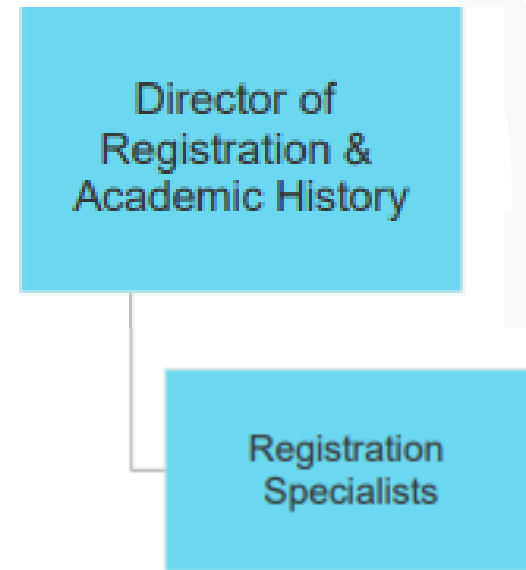 Director of
Registration &
Academic History
Registration
Specialists